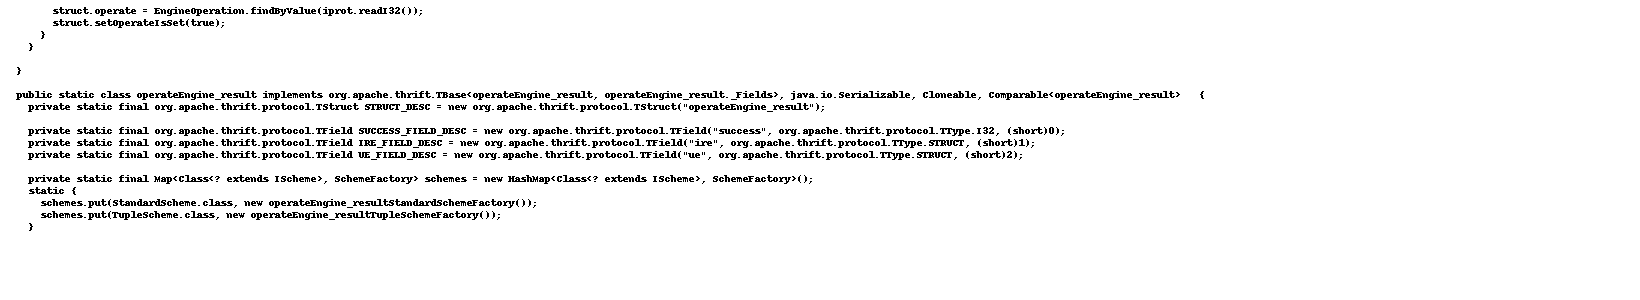 struct.operate = EngineOperation.findByValue(iprot.readI32());
struct.setOperateIsSet(true);
}
}
}
public static class operateEngine_result implements org.apache.thrift.TBase<operateEngine_result, operateEngine_result._Fields>, java.io.Serializable, Cloneable, Comparable<operateEngine_result>   {
private static final org.apache.thrift.protocol.TStruct STRUCT_DESC = new org.apache.thrift.protocol.TStruct("operateEngine_result");
private static final org.apache.thrift.protocol.TField SUCCESS_FIELD_DESC = new org.apache.thrift.protocol.TField("success", org.apache.thrift.protocol.TType.I32, (short)0);
private static final org.apache.thrift.protocol.TField IRE_FIELD_DESC = new org.apache.thrift.protocol.TField("ire", org.apache.thrift.protocol.TType.STRUCT, (short)1);
private static final org.apache.thrift.protocol.TField UE_FIELD_DESC = new org.apache.thrift.protocol.TField("ue", org.apache.thrift.protocol.TType.STRUCT, (short)2);
private static final Map<Class<? extends IScheme>, SchemeFactory> schemes = new HashMap<Class<? extends IScheme>, SchemeFactory>();
static {
schemes.put(StandardScheme.class, new operateEngine_resultStandardSchemeFactory());
schemes.put(TupleScheme.class, new operateEngine_resultTupleSchemeFactory());
}